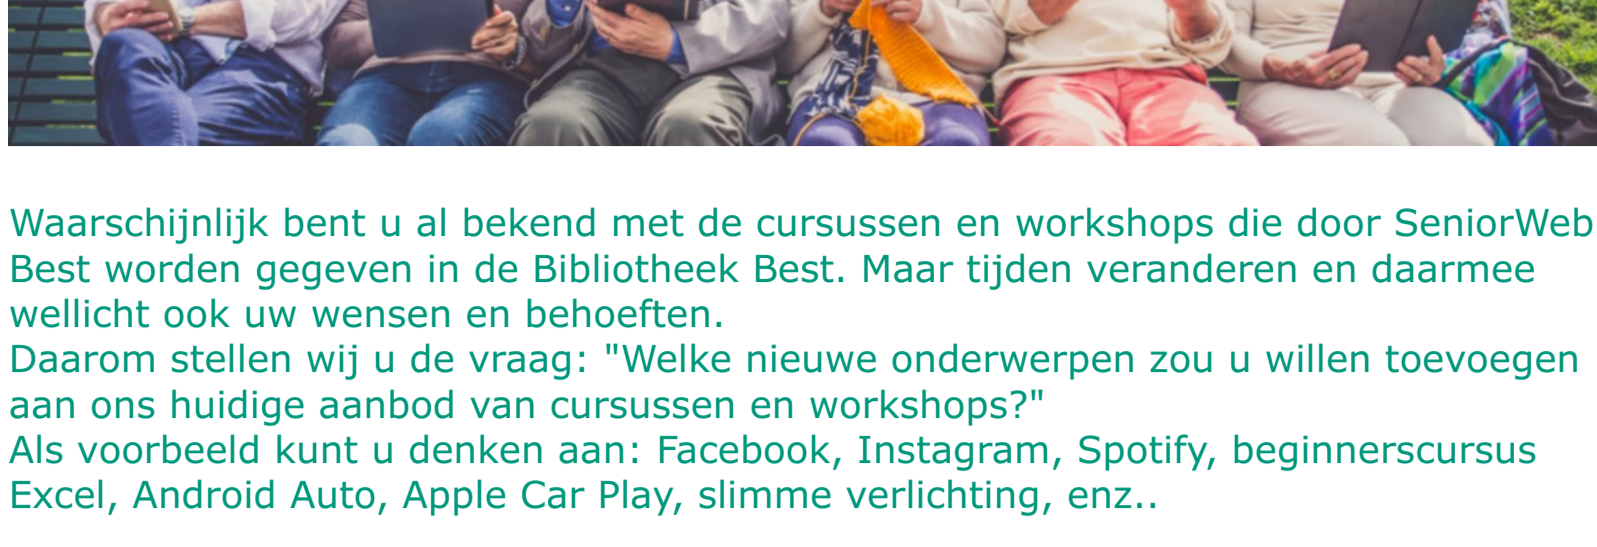 Waarschijnlijk bent u al bekend met de cursussen en workshops die door SeniorWeb
Best worden gegeven in de Bibliotheek Best. Maar tijden veranderen en daarmee
wellicht ook uw wensen en behoeften.
Daarom stellen wij u de vraag: "Welke nieuwe onderwerpen zou u willen toevoegen
aan ons huidige aanbod van cursussen en workshops?"
Als voorbeeld kunt u denken aan: Facebook, Instagram, Spotify, beginnerscursus
Excel, Android Auto, Apple Car Play, slimme verlichting, enz..